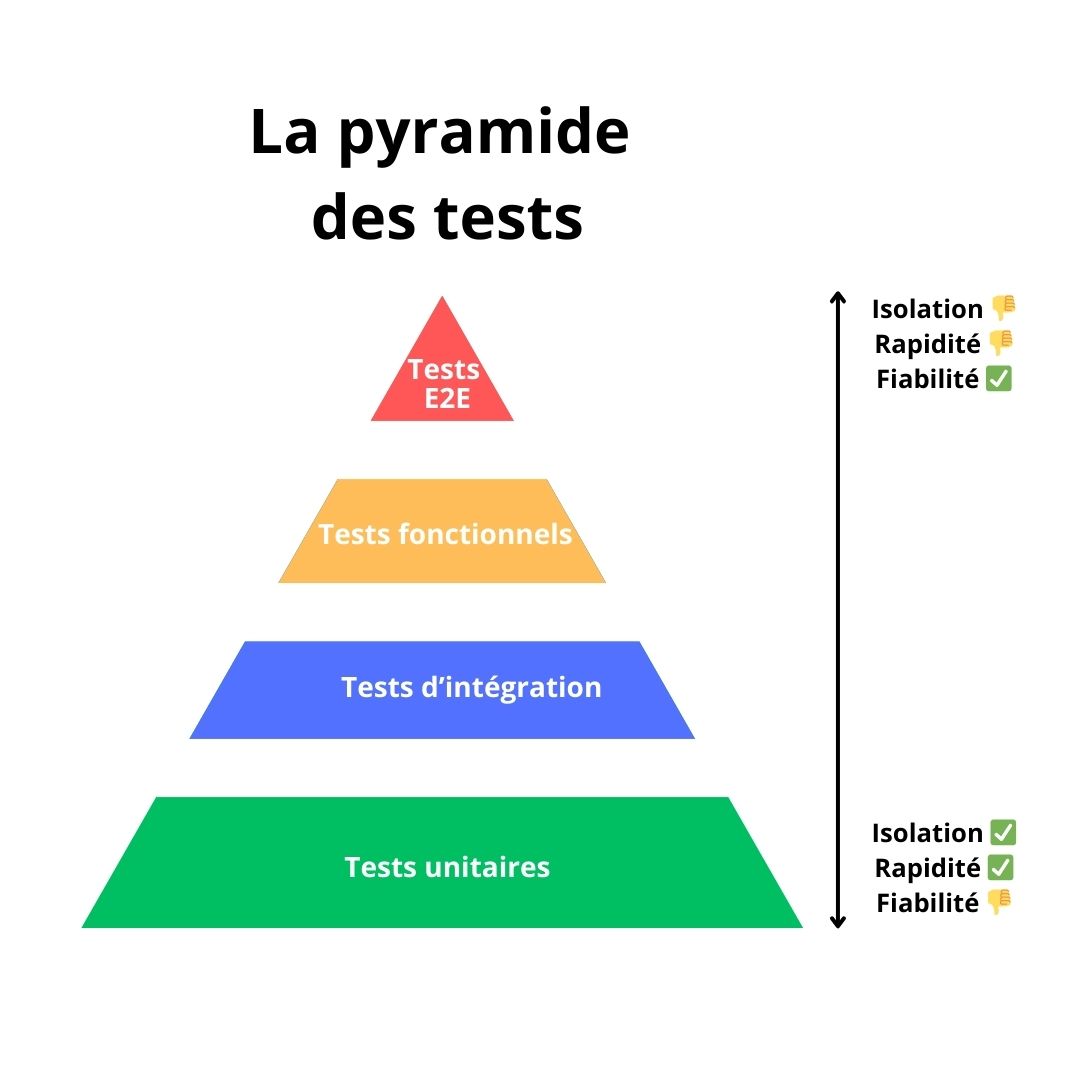 La pyramide
des tests
Tests
E2E
Tests fonctionnels
Tests d’intégration
Tests unitaires
Isolation 👎
Rapidité 👎
Fiabilité ✅
Isolation ✅
Rapidité ✅
Fiabilité 👎